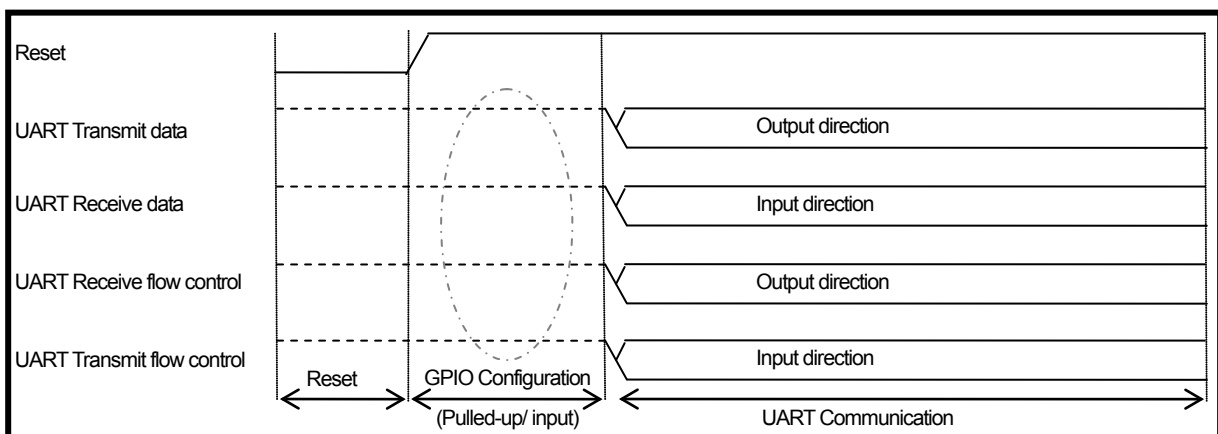 Reset
UART Transmit data
Output direction
UART Receive data
Input direction
UART Receive flow control
Output direction
UART Transmit flow control
Input direction
Reset
GPIO Configuration
(Pulled-up/ input)
UART Communication